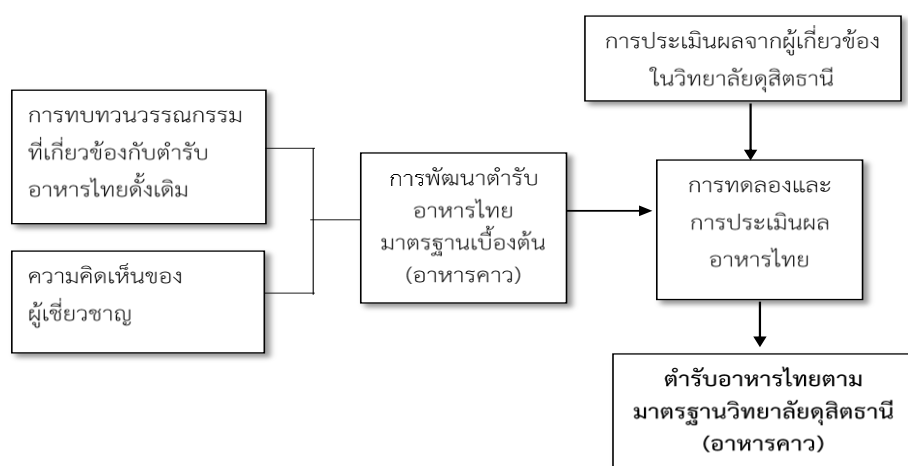 การประเมินผลจากผู้เกี่ยวข้อง
ในวิทยาลัยดุสิตธานี
การทบทวนวรรณกรรม
ที่เกี่ยวข้องกับตำรับ
อาหารไทยดั้งเดิม
ความคิดเห็นของ
ผู้เชี่ยวชาญ
การพัฒนาตำรับ
อาหารไทย
มาตรฐานเบื้องต้น
(อาหารคาว)
การทดลองและ
การประเมินผล
อาหารไทย
ตำรับอาหารไทยตาม
มาตรฐานวิทยาลัยดุสิตธานี
(อาหารคาว)